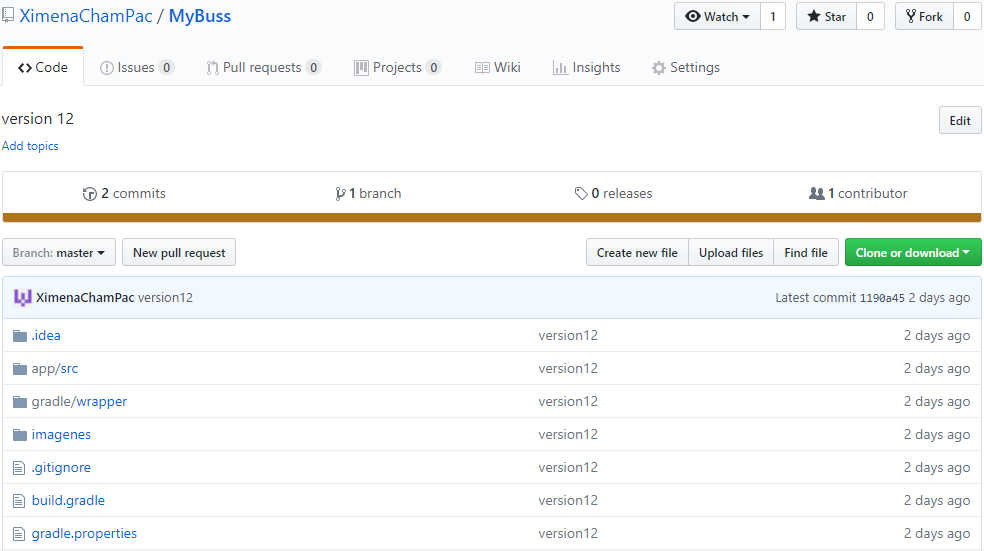 XimenaChamPac / MyBuss
Watch 1
Star 0
Fork 0
Code
Issues 0
Pull requests 0
Projects 0
Wiki
Insights
Settings
version 12
Edit
Add topics
2 commits
1 branch
0 releases
1 contributor
Branch: master
New pull request
Create new file
Upload files
Find file
Clone or download
XimenaChamPac version12
Latest commit 1190a45 2 days ago
.idea version12 2 days ago
app/src version12 2 days ago
gradle/wrapper version12 2 days ago
imagenes version12 2 days ago
.gitignore version12 2 days ago
build.gradle version12 2 days ago
gradle.properties version12 2 days ago